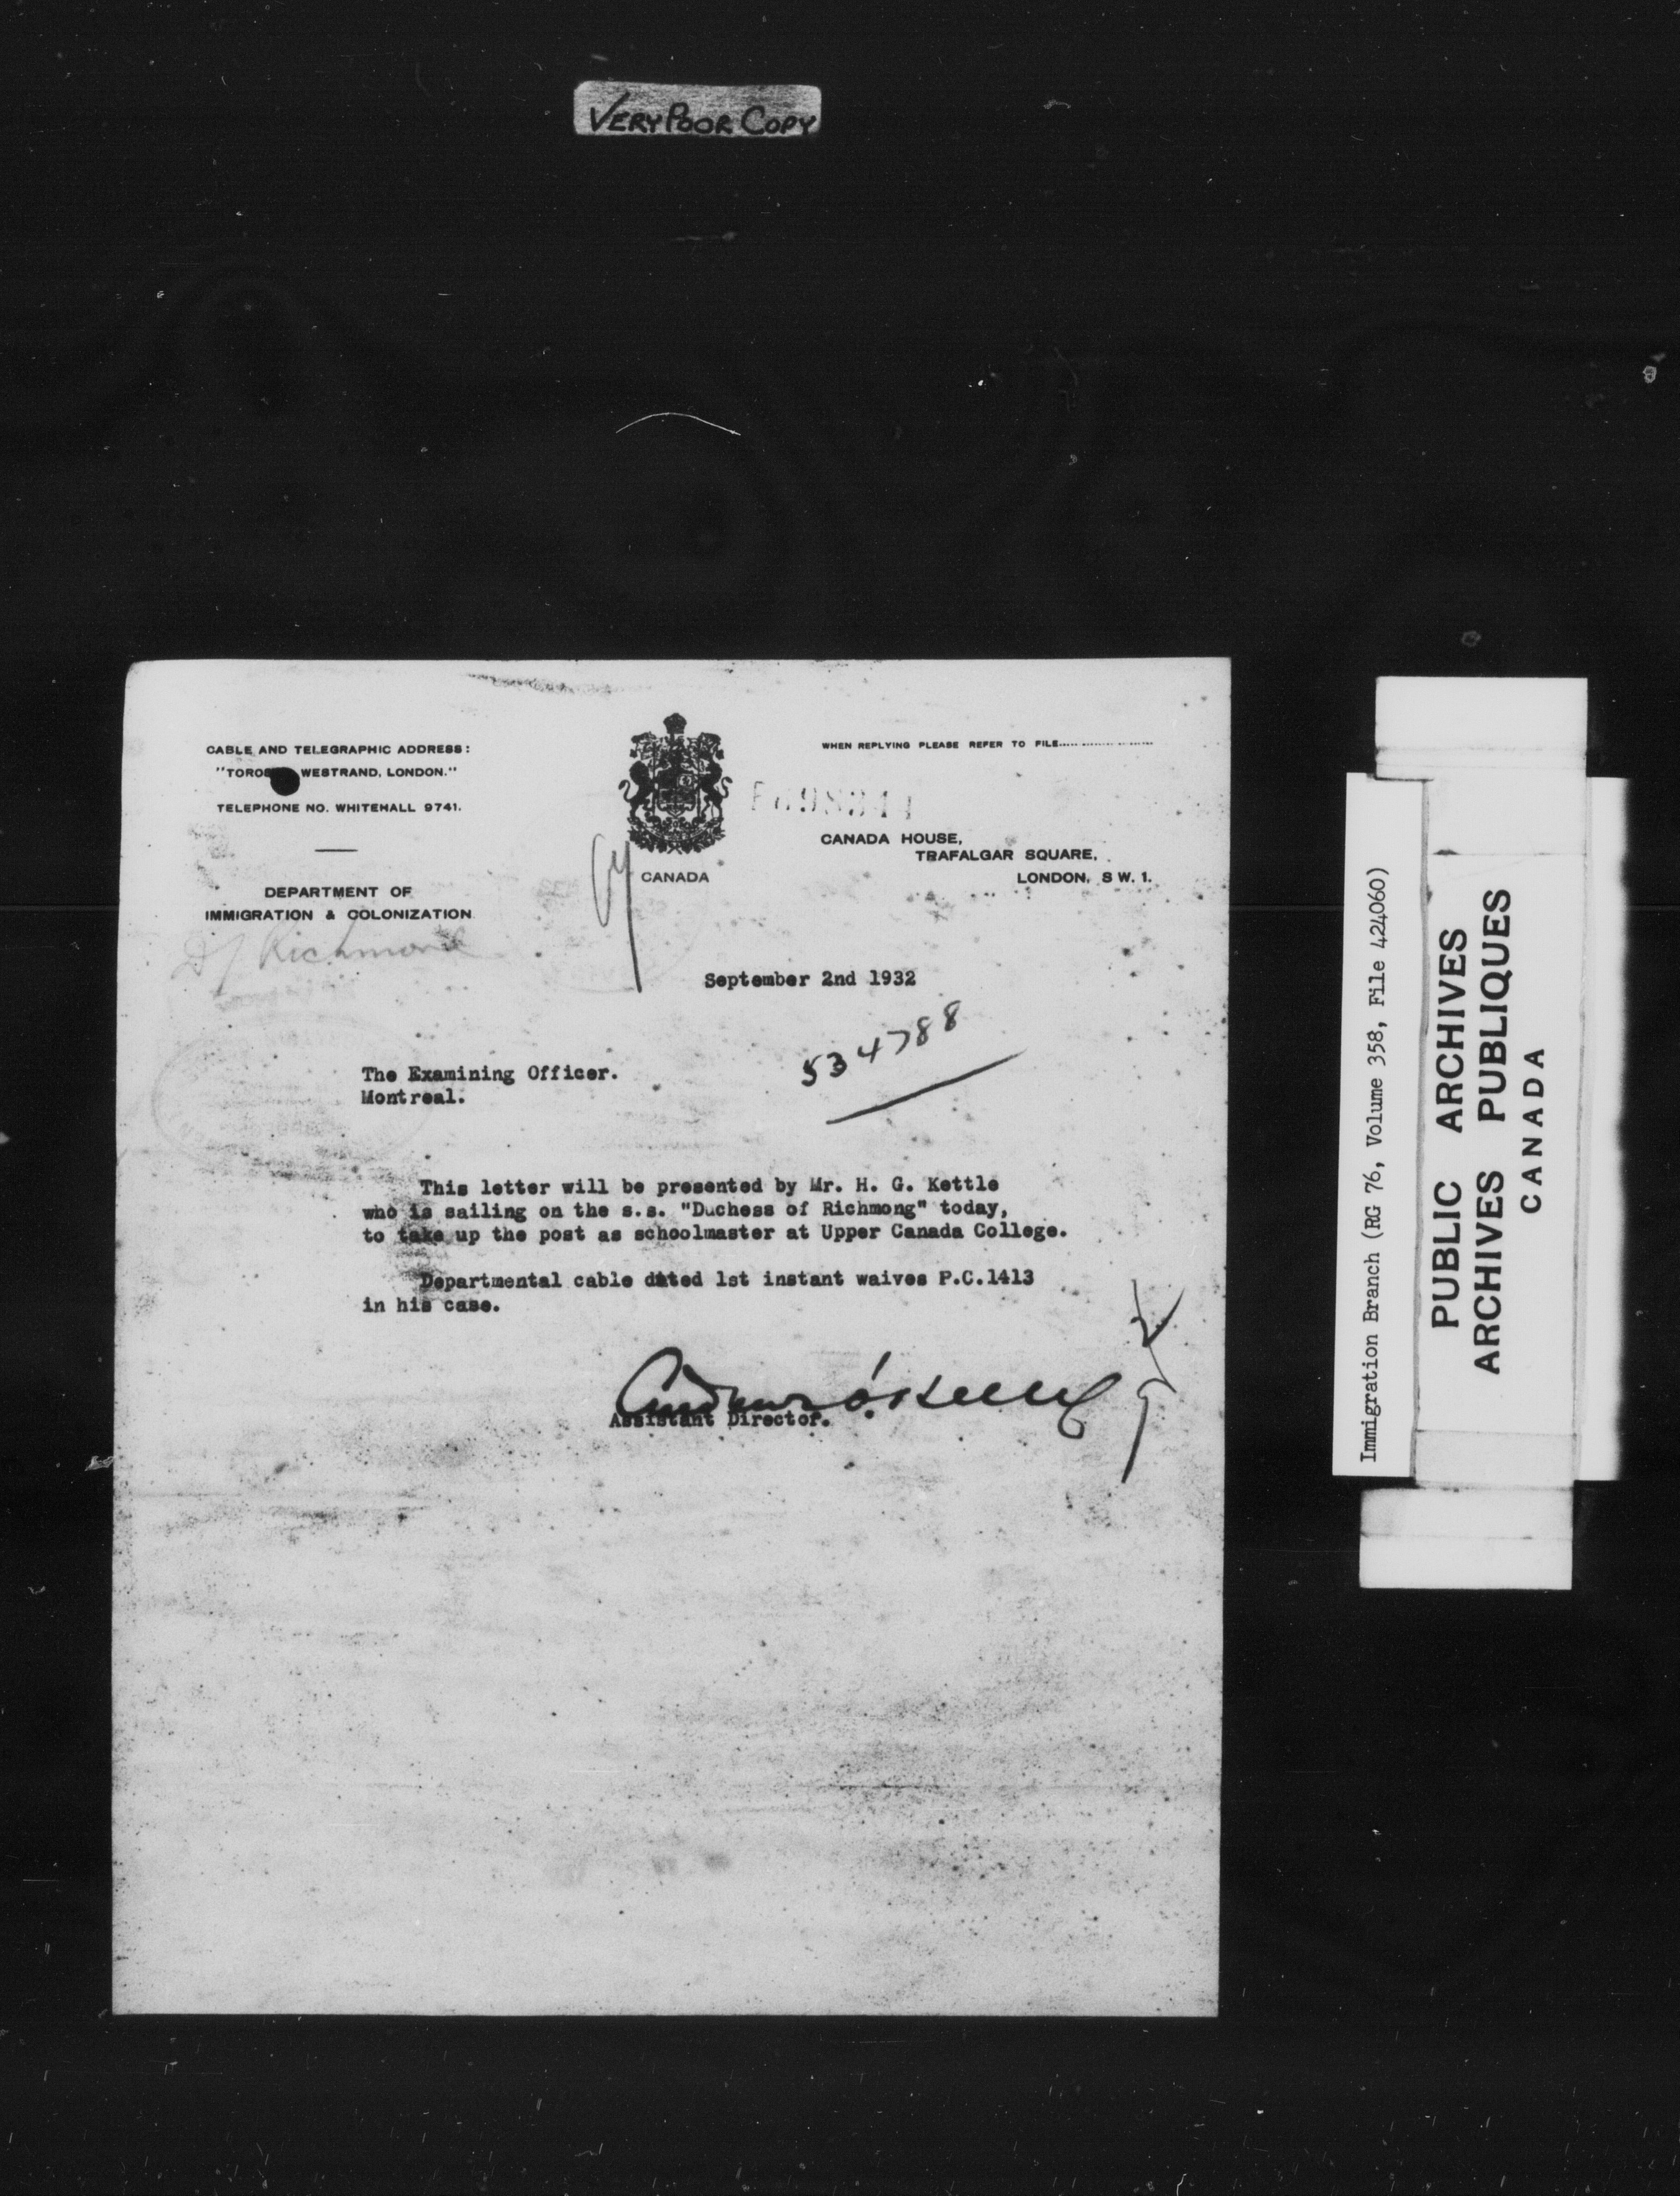 VERY POOR COPY
CABLE AND TELEGRAPHIC ADDRESS:
WESTRAND, LONDON."
TELEPHONE NO. WHITEHALL 9741.
DEPARTMENT OF
IMMIGRATION & COLONIZATION
D/ Richmond
CANADA
WHEN REPLYING PLEASE REFER TO FILE
CANADA HOUSE,
TRAFALGAR SQUARE,
LONDON, S W. 1.
September 2nd 1932
534788
The Examining Officer.
Montreal.
This letter will be presented by Mr. H. G. Kettle
who is sailing on the s.s. "Duchess of Richmong" today,
to take up the post as schoolmaster at Upper Canada College.
Departmental cable dated 1st instant waives P.C.1413
in his case.
Assistant Director.
Immigration Branch (RG 76, Volume 358, File 424060)
PUBLIC ARCHIVES
ARCHIVES PUBLIQUES
CANADA